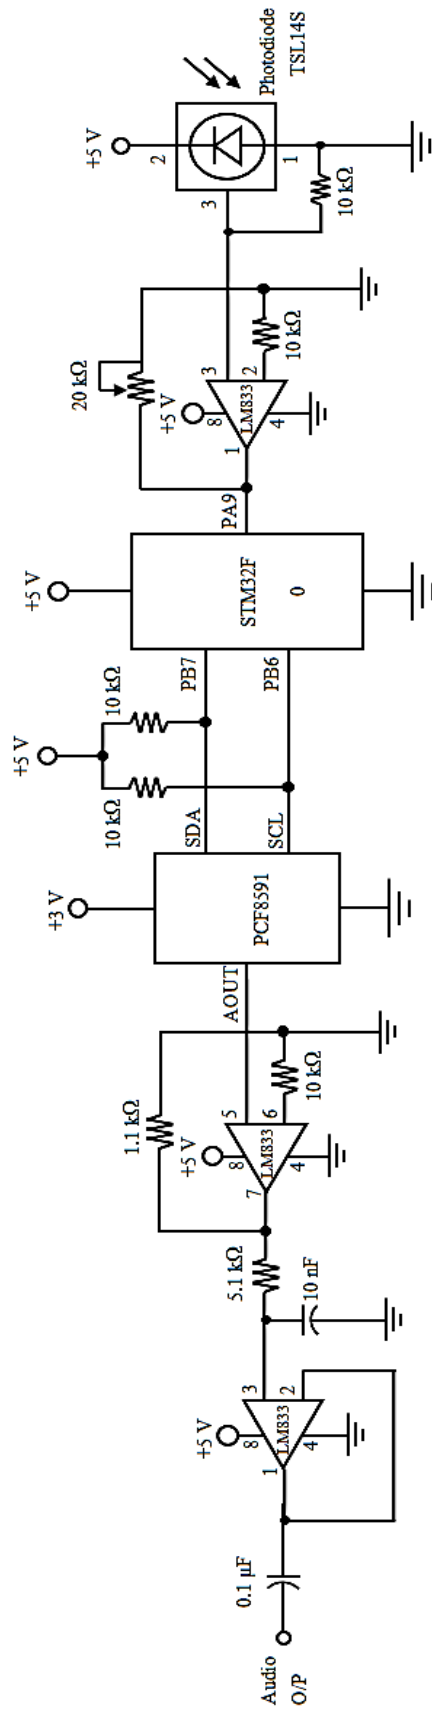 Audio
O/P
0.1 µF
+5 V
8
3
2
1
4
LM833
5.1 kΩ
10 nF
1.1 kΩ
+5 V
8
5
6
7
4
LM833
10 kΩ
AOUT
+3 V
PCF8591
SDA
SCL
+5 V
10 kΩ
10 kΩ
PB7
PB6
+5 V
STM32F
0
PA9
20 kΩ
+5 V
8
3
2
1
4
LM833
10 kΩ
+5 V
2
3
1
10 kΩ
Photodiode
TSL14S